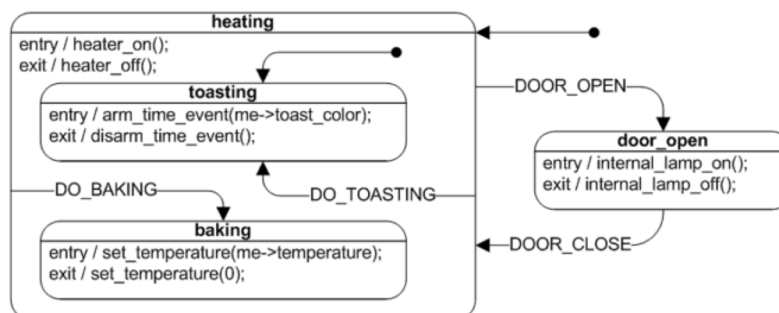 heating
entry / heater_on();
exit / heater_off();
toasting
entry / arm_time_event(me->toast_color);
exit / disarm_time_event();
DO_BAKING
DO_TOASTING
baking
entry / set_temperature(me->temperature);
exit / set_temperature(0);
DOOR_OPEN
door_open
entry / internal_lamp_on();
exit / internal_lamp_off();
DOOR_CLOSE